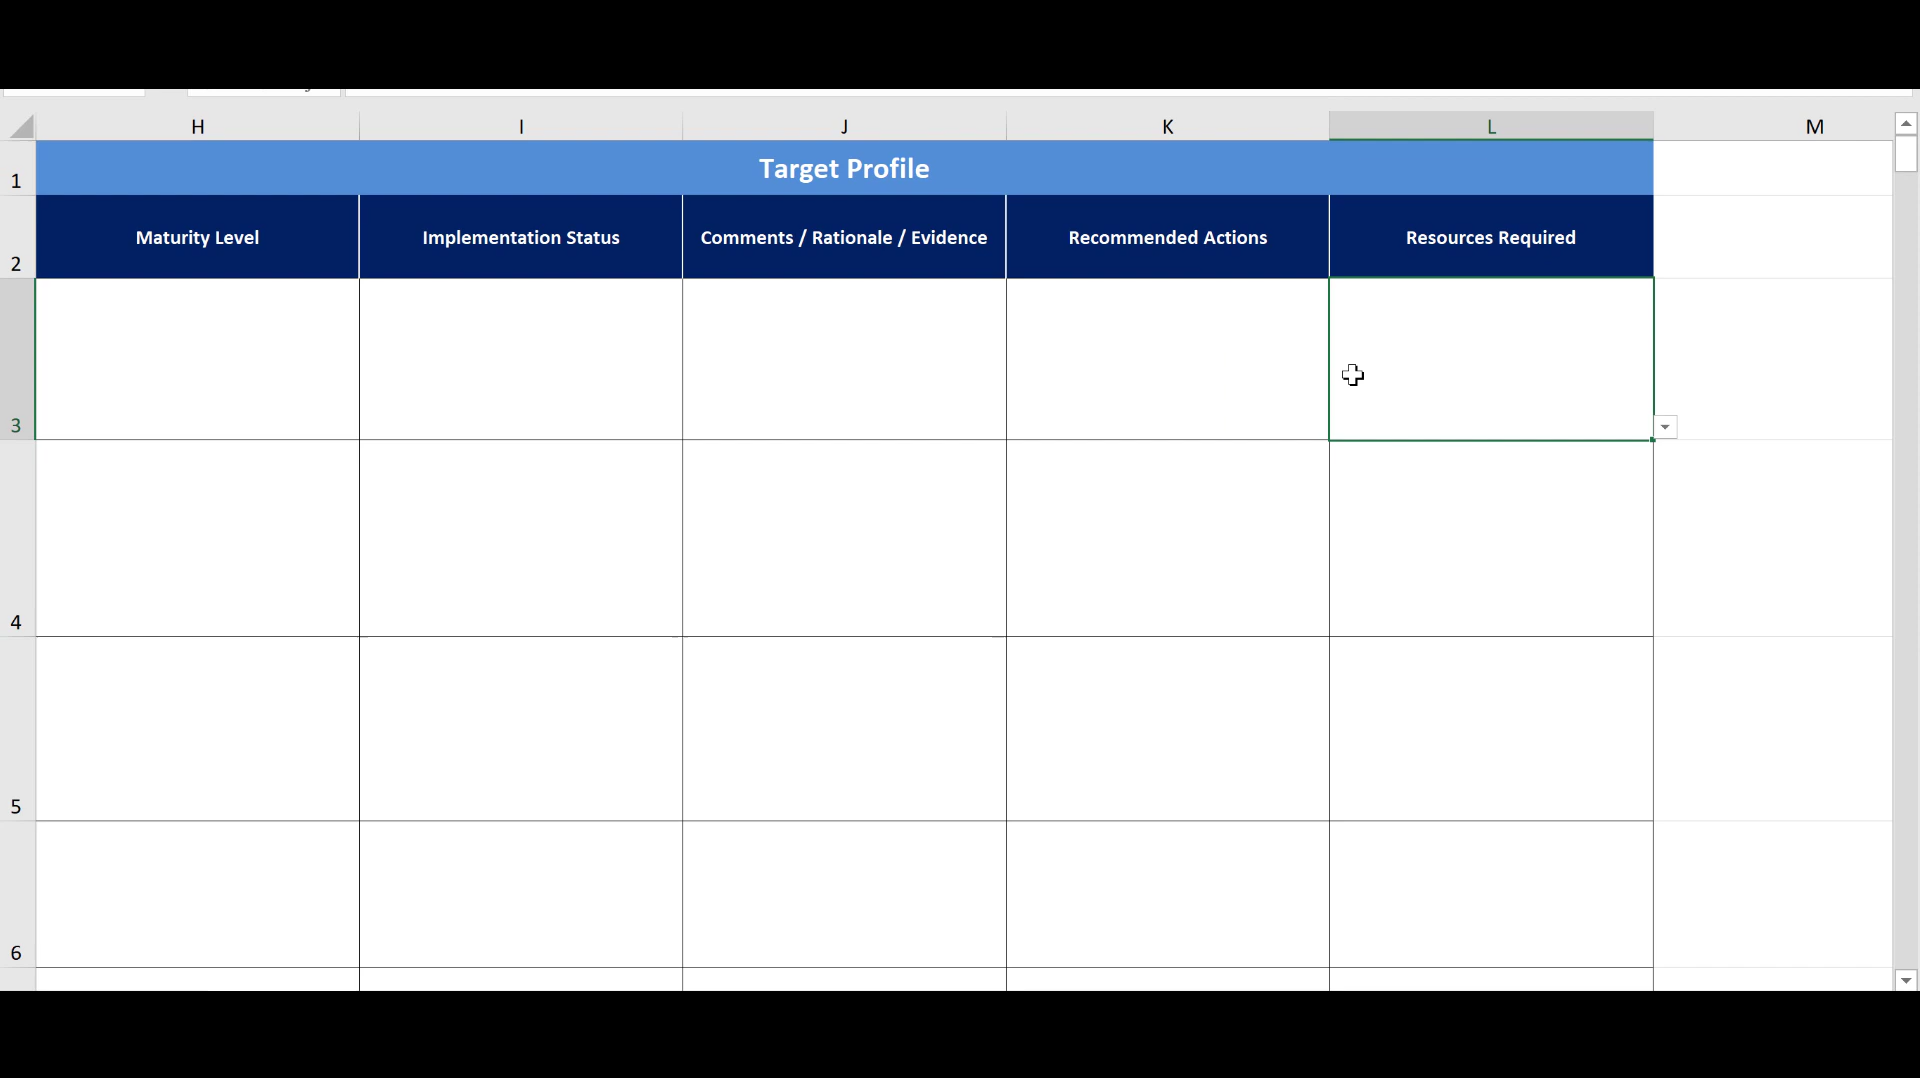 H I J K L M
1 Target Profile
2 Maturity Level Implementation Status Comments / Rationale / Evidence Recommended Actions Resources Required
3
4
5
6